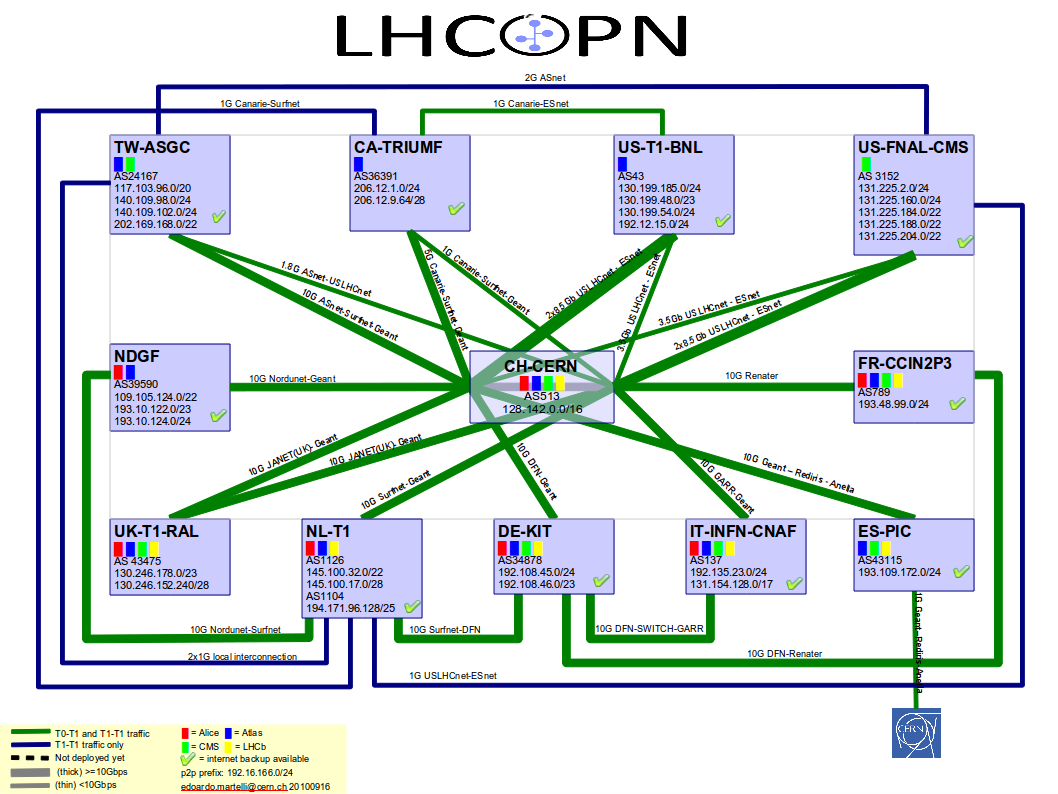 LHCOPN
2G ASnet
1G Canarie-Surfnet
1G Canarie-ESnet
TW-ASGC
AS24167
117.103.96.0/20
140.109.98.0/24
140.109.102.0/24
202.169.168.0/22
CA-TRIUMF
AS36391
206.12.1.0/24
206.12.9.64/28
US-T1-BNL
AS43
130.199.185.0/24
130.199.48.0/23
130.199.54.0/24
192.12.15.0/24
US-FNAL-CMS
AS 3152
131.225.2.0/24
131.225.160.0/24
131.225.184.0/22
131.225.188.0/22
131.225.204.0/22
1.8G ASnet-USLHCnet
10G ASnet-Surfnet-Geant
5G Canarie-Surfnet-Geant
1G Canarie-Surfnet-Geant
2x8.5Gb USLHCnet - ESnet
3.5Gb USLHCnet - ESnet
3.5Gb USLHCnet - ESnet
2x8.5Gb USLHCnet - ESnet
NDGF
AS39590
109.105.124.0/22
193.10.122.0/23
193.10.124.0/24
10G Nordunet-Geant
CH-CERN
AS513
128.142.0.0/16
10G Renater
FR-CCIN2P3
AS789
193.48.99.0/24
10G JANET(UK)- Geant
10G JANET(UK)- Geant
10G Surfnet-Geant
10G DFN-Geant
10G GARR-Geant
10G Geant – Rediris - Anella
UK-T1-RAL
AS 43475
130.246.178.0/23
130.246.152.240/28
NL-T1
AS1126
145.100.32.0/22
145.100.17.0/28
AS1104
194.171.96.128/25
DE-KIT
AS34878
192.108.45.0/24
192.108.46.0/23
IT-INFN-CNAF
AS137
192.135.23.0/24
131.154.128.0/17
ES-PIC
AS43115
193.109.172.0/24
10G Nordunet-Surfnet
10G Surfnet-DFN
10G DFN-SWITCH-GARR
2x1G local interconnection
10G DFN-Renater
1G USLHCnet-ESnet
1G Geant–Rediris-Anella
CERN
T0-T1 and T1-T1 traffic
T1-T1 traffic only
Not deployed yet
(thick) >=10Gbps
(thin) <10Gbps
= Alice = Atlas
= CMS = LHCb
= internet backup available
p2p prefix: 192.16.166.0/24
edoardo.martelli@cern.ch 20100916